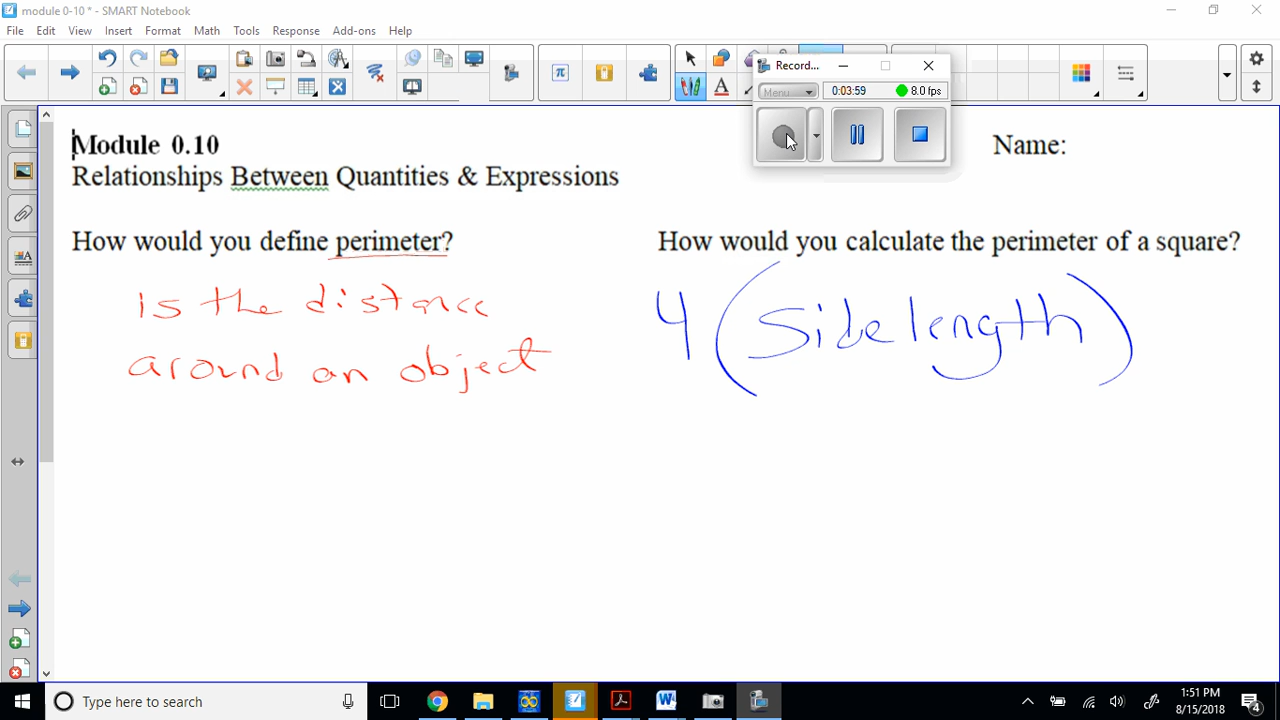 module 0-10 * - SMART Notebook
File Edit View Insert Format Math Tools Response Add-ons Help
Record...
Menu 0:03:59 8.0 fps
Module 0.10
Name:
Relationships Between Quantities & Expressions
How would you define perimeter?
is the distance
around an object
How would you calculate the perimeter of a square?
4 (Side length)
Type here to search
1:51 PM
8/15/2018
4